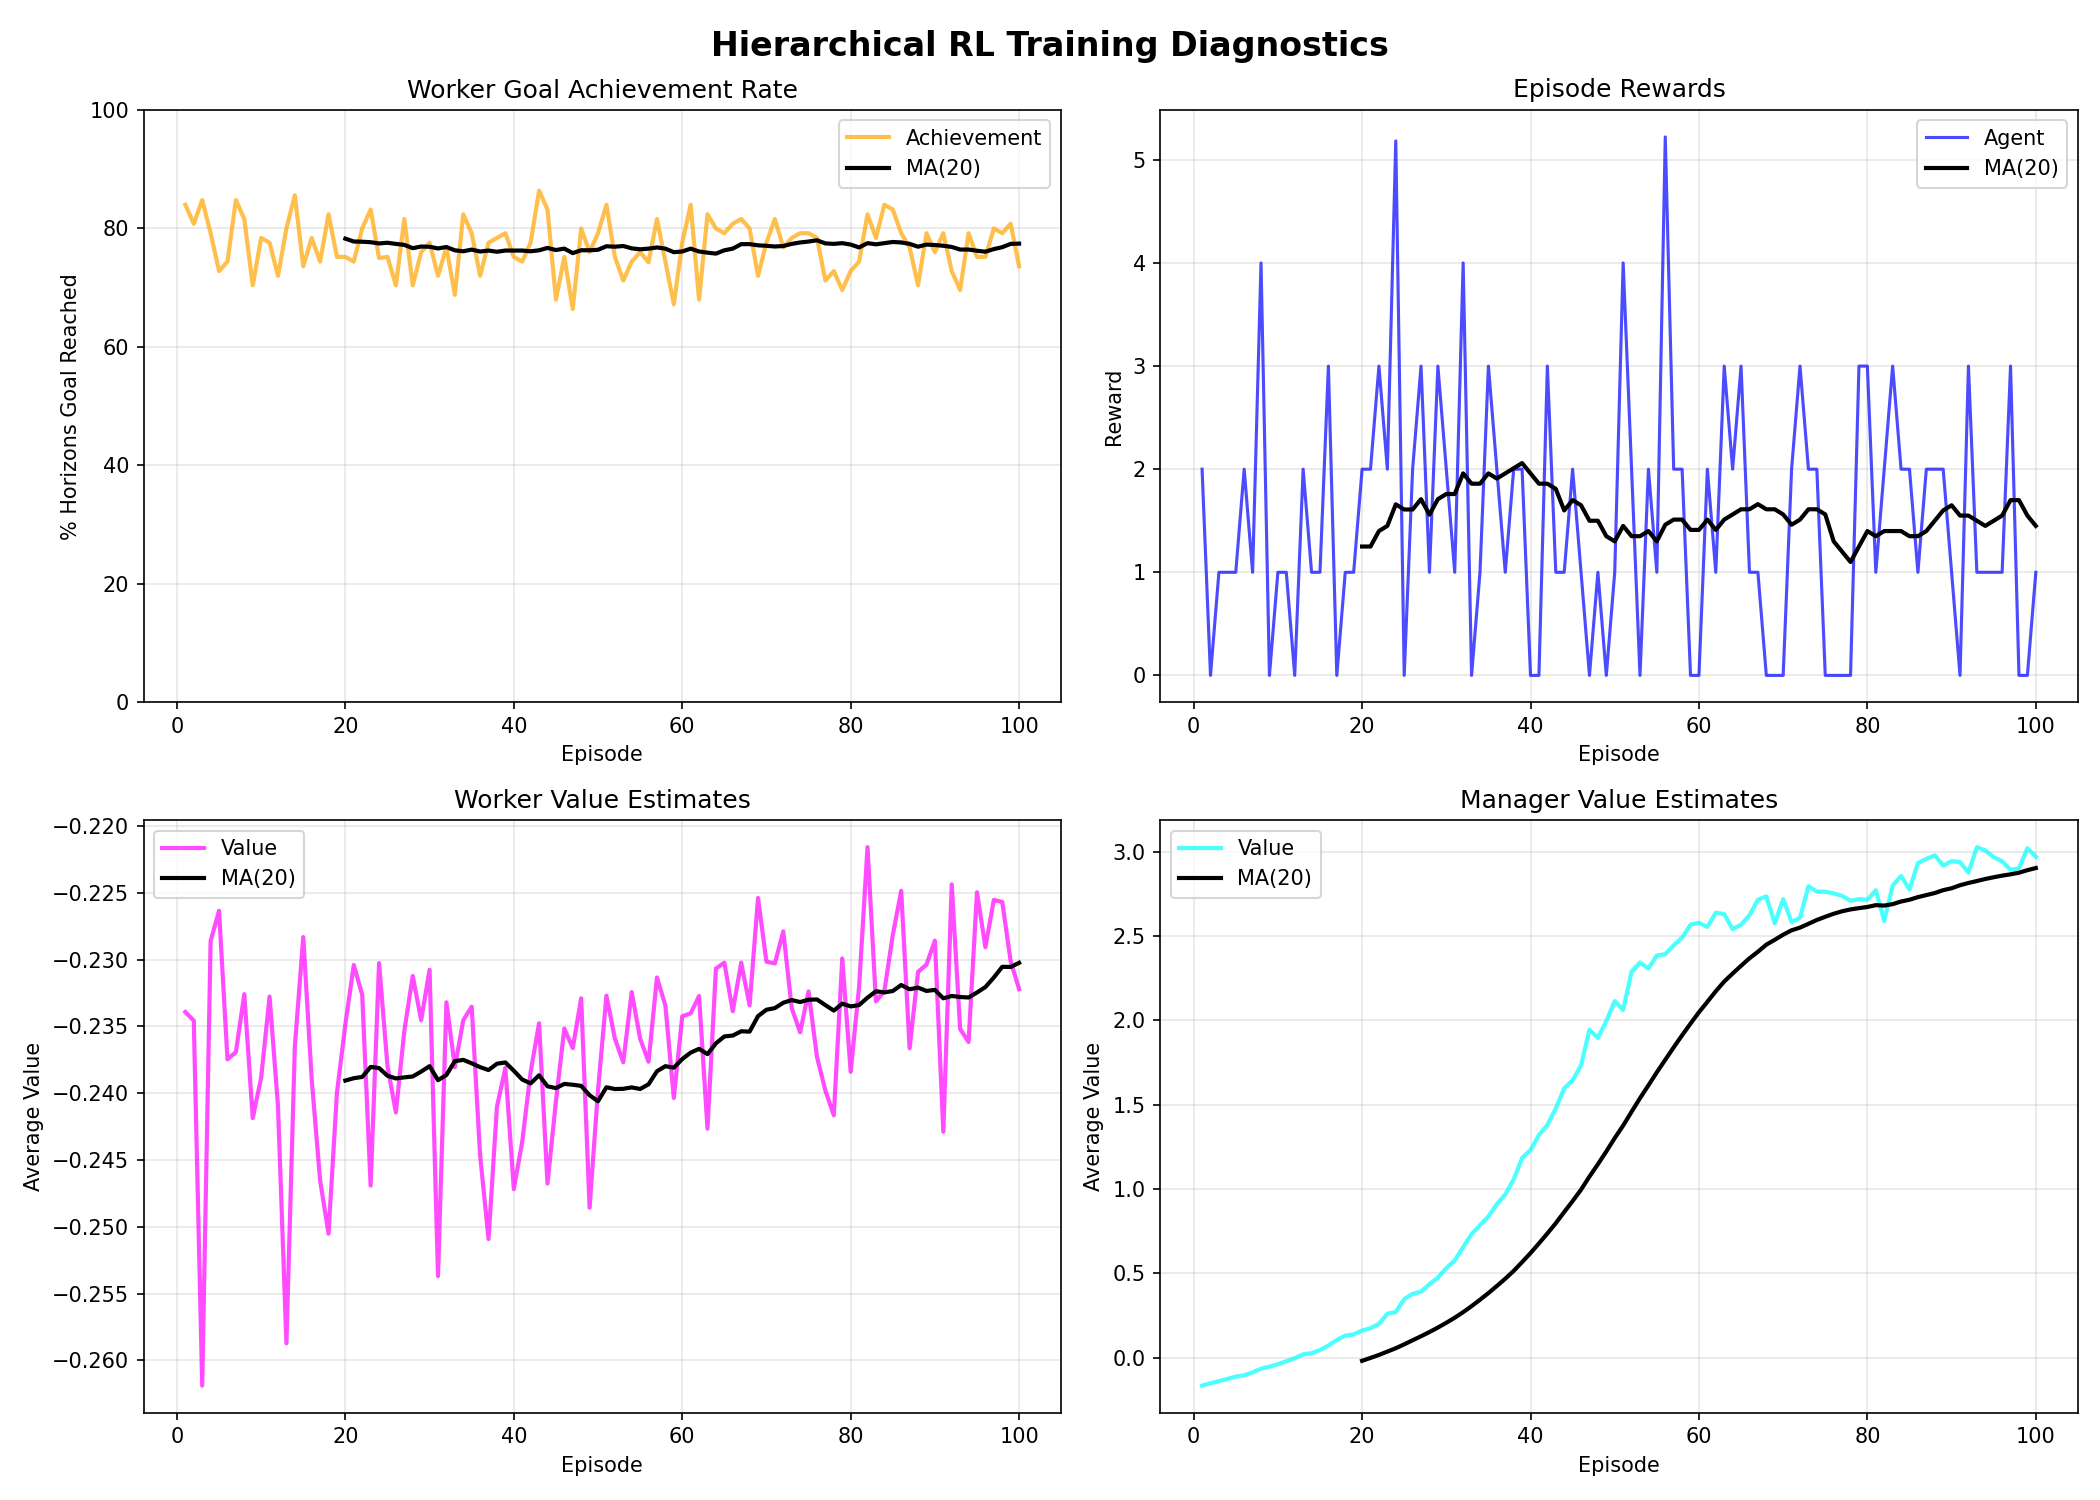 Hierarchical RL Training Diagnostics
Worker Goal Achievement Rate
% Horizons Goal Reached
100
80
60
40
20
0
Achievement
MA(20)
0 20 40 60 80 100
Episode
Episode Rewards
Reward
5
4
3
2
1
0
Agent
MA(20)
0 20 40 60 80 100
Episode
Worker Value Estimates
Average Value
−0.220
−0.225
−0.230
−0.235
−0.240
−0.245
−0.250
−0.255
−0.260
Value
MA(20)
0 20 40 60 80 100
Episode
Manager Value Estimates
Average Value
3.0
2.5
2.0
1.5
1.0
0.5
0.0
Value
MA(20)
0 20 40 60 80 100
Episode